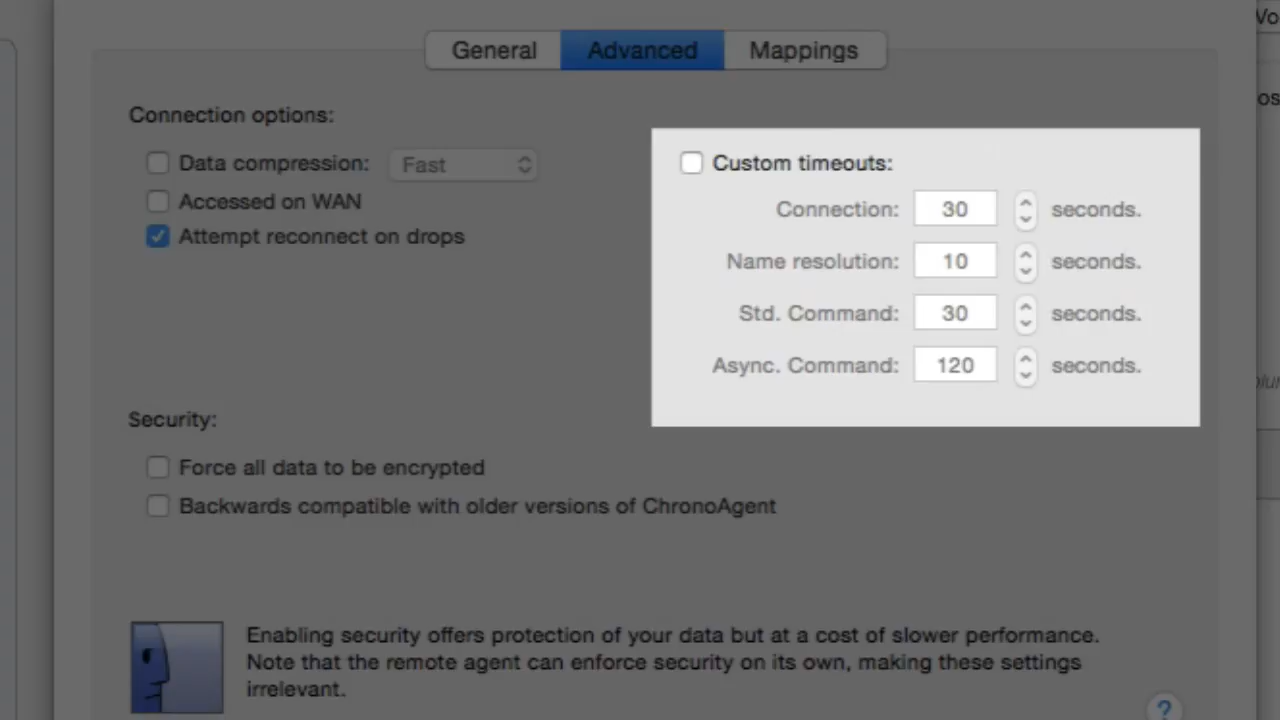 General Advanced Mappings
Connection options:
Data compression: Fast
Accessed on WAN
Attempt reconnect on drops
Custom timeouts:
Connection: 30 seconds.
Name resolution: 10 seconds.
Std. Command: 30 seconds.
Async. Command: 120 seconds.
Security:
Force all data to be encrypted
Backwards compatible with older versions of ChronoAgent
Enabling security offers protection of your data but at a cost of slower performance.
Note that the remote agent can enforce security on its own, making these settings
irrelevant.
?